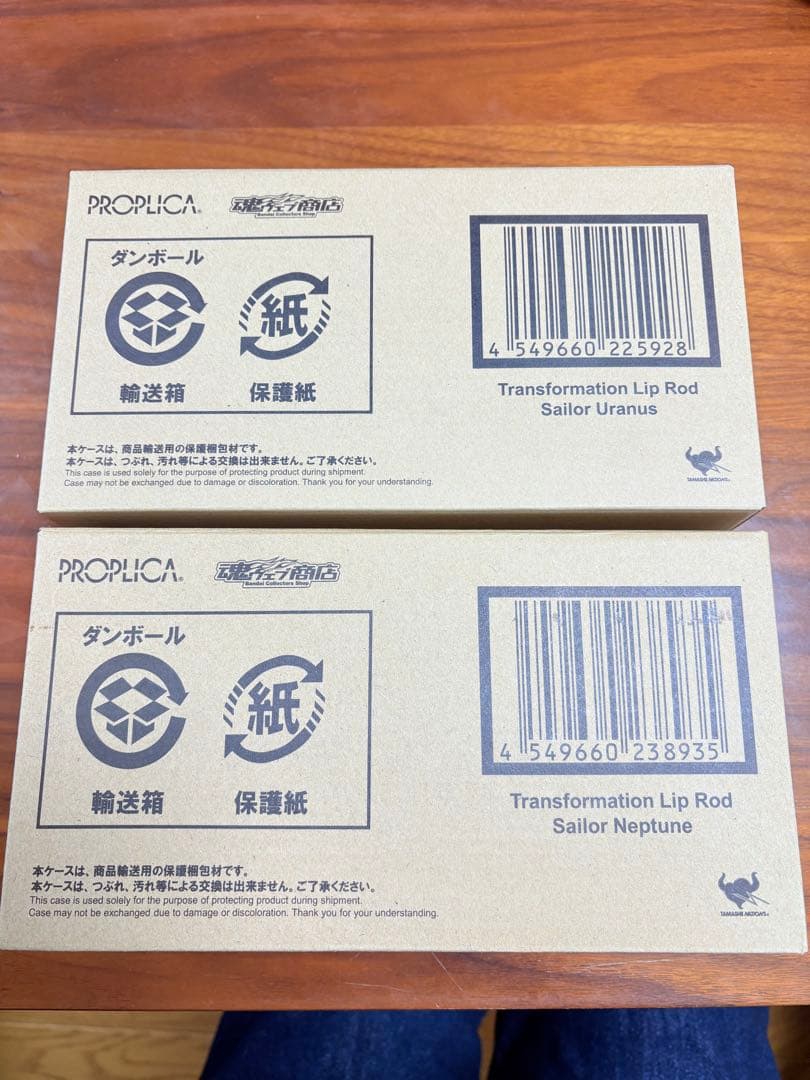 PROPLICA®
魂ウェブ商店
Bandai Collectors Shop
ダンボール
紙
輸送箱 保護紙
4 549660 225928
Transformation Lip Rod
Sailor Uranus
本ケースは、商品輸送用の保護梱包材です。
本ケースは、つぶれ、汚れ等による交換は出来ません。ご了承ください。
This case is used solely for the purpose of protecting product during shipment.
Case may not be exchanged due to damage or discoloration. Thank you for your understanding.
TAMASHII NATIONS®
PROPLICA®
魂ウェブ商店
Bandai Collectors Shop
ダンボール
紙
輸送箱 保護紙
4 549660 238935
Transformation Lip Rod
Sailor Neptune
本ケースは、商品輸送用の保護梱包材です。
本ケースは、つぶれ、汚れ等による交換は出来ません。ご了承ください。
This case is used solely for the purpose of protecting product during shipment.
Case may not be exchanged due to damage or discoloration. Thank you for your understanding.
TAMASHII NATIONS®